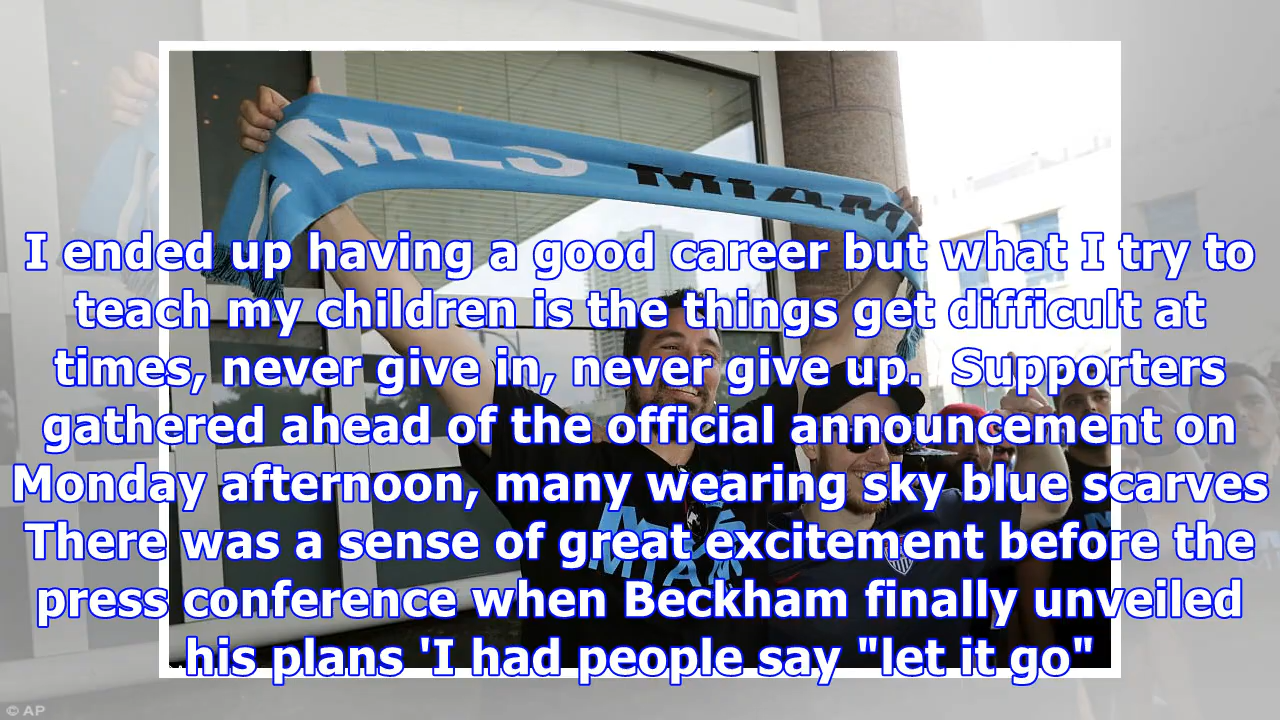 MLS MIAMI
I ended up having a good career but what I try to
teach my children is the things get difficult at
times, never give in, never give up.  Supporters
gathered ahead of the official announcement on
Monday afternoon, many wearing sky blue scarves
There was a sense of great excitement before the
press conference when Beckham finally unveiled
his plans 'I had people say "let it go"
MLS
MIAMI
© AP